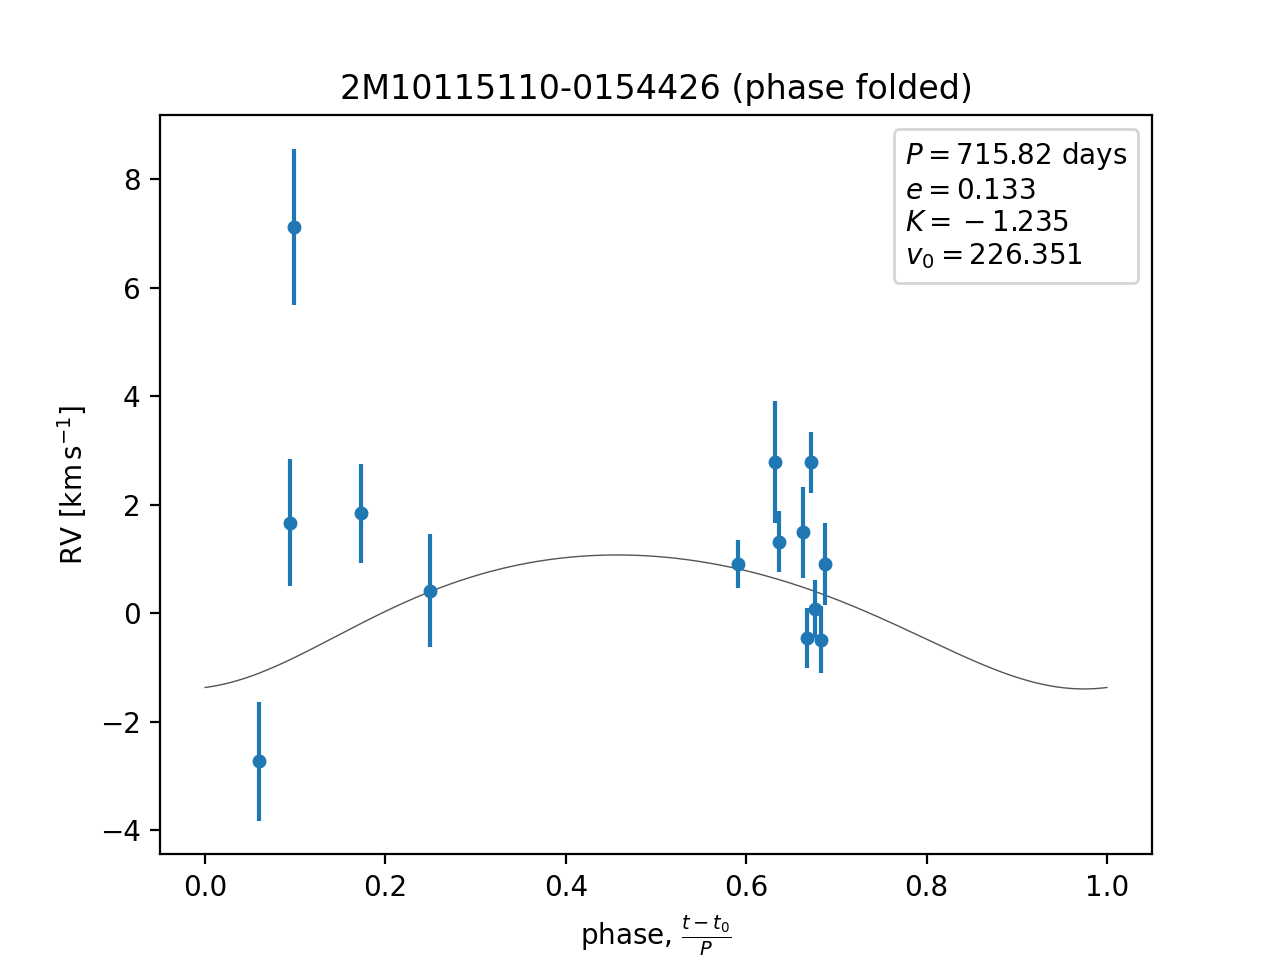 2M10115110-0154426 (phase folded)
P = 715.82 days
e = 0.133
K = −1.235
v₀ = 226.351
8
6
4
2
0
−2
−4
RV [km s⁻¹]
0.0 0.2 0.4 0.6 0.8 1.0
phase, (t − t₀)/P